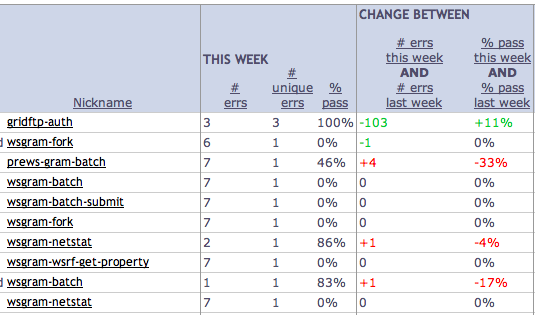 CHANGE BETWEEN
# errs % pass
this week this week
THIS WEEK AND AND
# # errs % pass
# unique % last week last week
Nickname errs errs pass
gridftp-auth 3 3 100% -103 +11%
d wsgram-fork 6 1 0% -1 0%
prews-gram-batch 7 1 46% +4 -33%
wsgram-batch 7 1 0% 0 0%
wsgram-batch-submit 7 1 0% 0 0%
wsgram-fork 7 1 0% 0 0%
wsgram-netstat 2 1 86% +1 -4%
wsgram-wsrf-get-property 7 1 0% 0 0%
d wsgram-batch 1 1 83% +1 -17%
wsgram-netstat 7 1 0% 0 0%